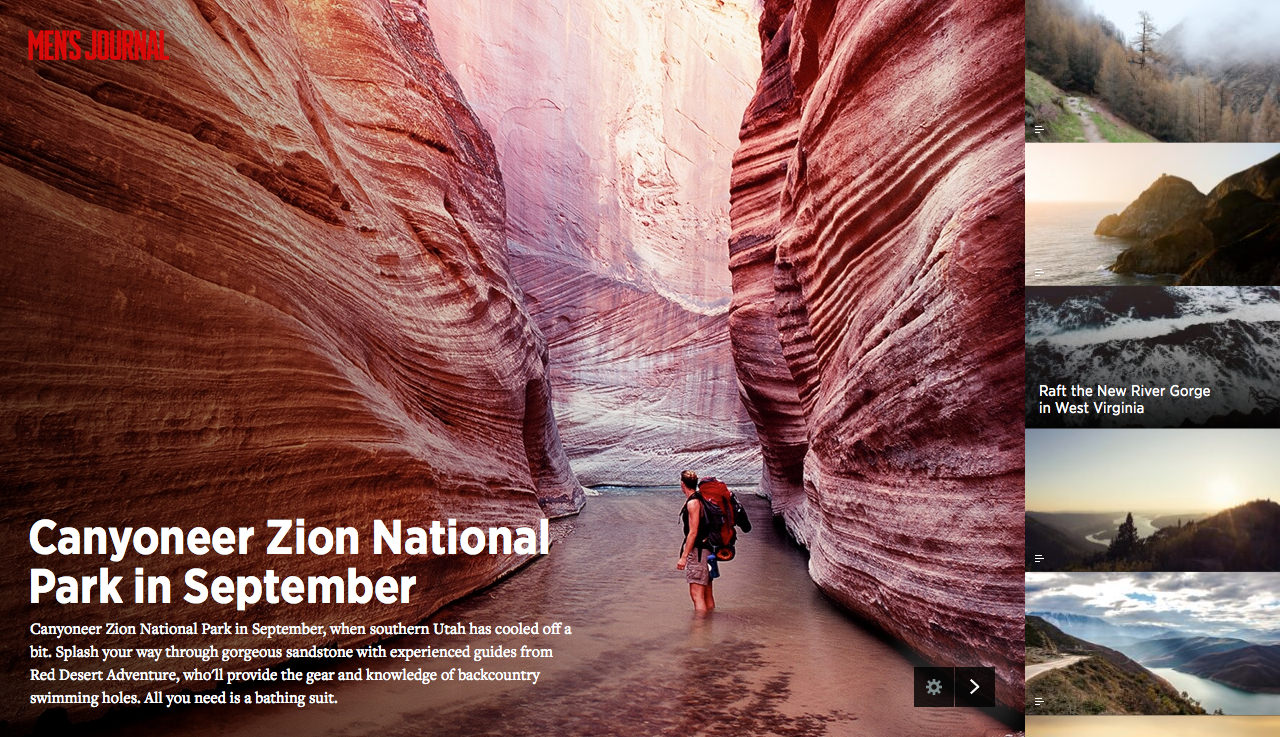 MEN'S JOURNAL
Canyoneer Zion National
Park in September
Canyoneer Zion National Park in September, when southern Utah has cooled off a
bit. Splash your way through gorgeous sandstone with experienced guides from
Red Desert Adventure, who'll provide the gear and knowledge of backcountry
swimming holes. All you need is a bathing suit.
Raft the New River Gorge
in West Virginia